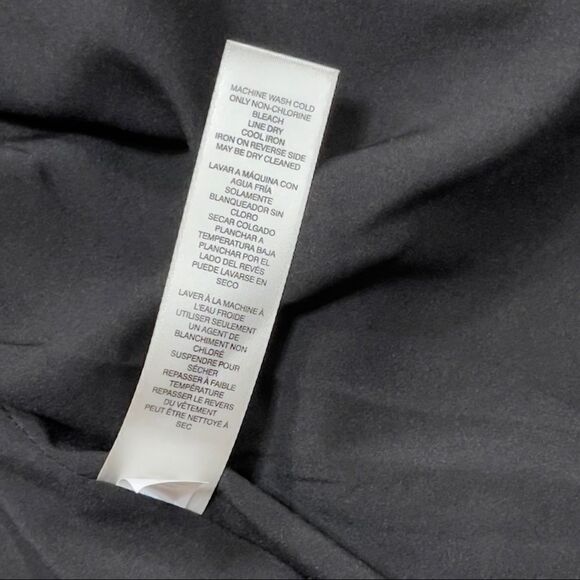 MACHINE WASH COLD
ONLY NON-CHLORINE
BLEACH
LINE DRY
COOL IRON
IRON ON REVERSE SIDE
MAY BE DRY CLEANED
LAVAR A MÁQUINA CON
AGUA FRÍA
SOLAMENTE
BLANQUEADOR SIN
CLORO
SECAR COLGADO
PLANCHAR A
TEMPERATURA BAJA
PLANCHAR POR EL
LADO DEL REVÉS
PUEDE LAVARSE EN
SECO
LAVER À LA MACHINE À
L'EAU FROIDE
UTILISER SEULEMENT
UN AGENT DE
BLANCHIMENT NON
CHLORÉ
SUSPENDRE POUR
SÉCHER
REPASSER À FAIBLE
TEMPÉRATURE
REPASSER LE REVERS
DU VÊTEMENT
PEUT ÊTRE NETTOYÉ À
SEC